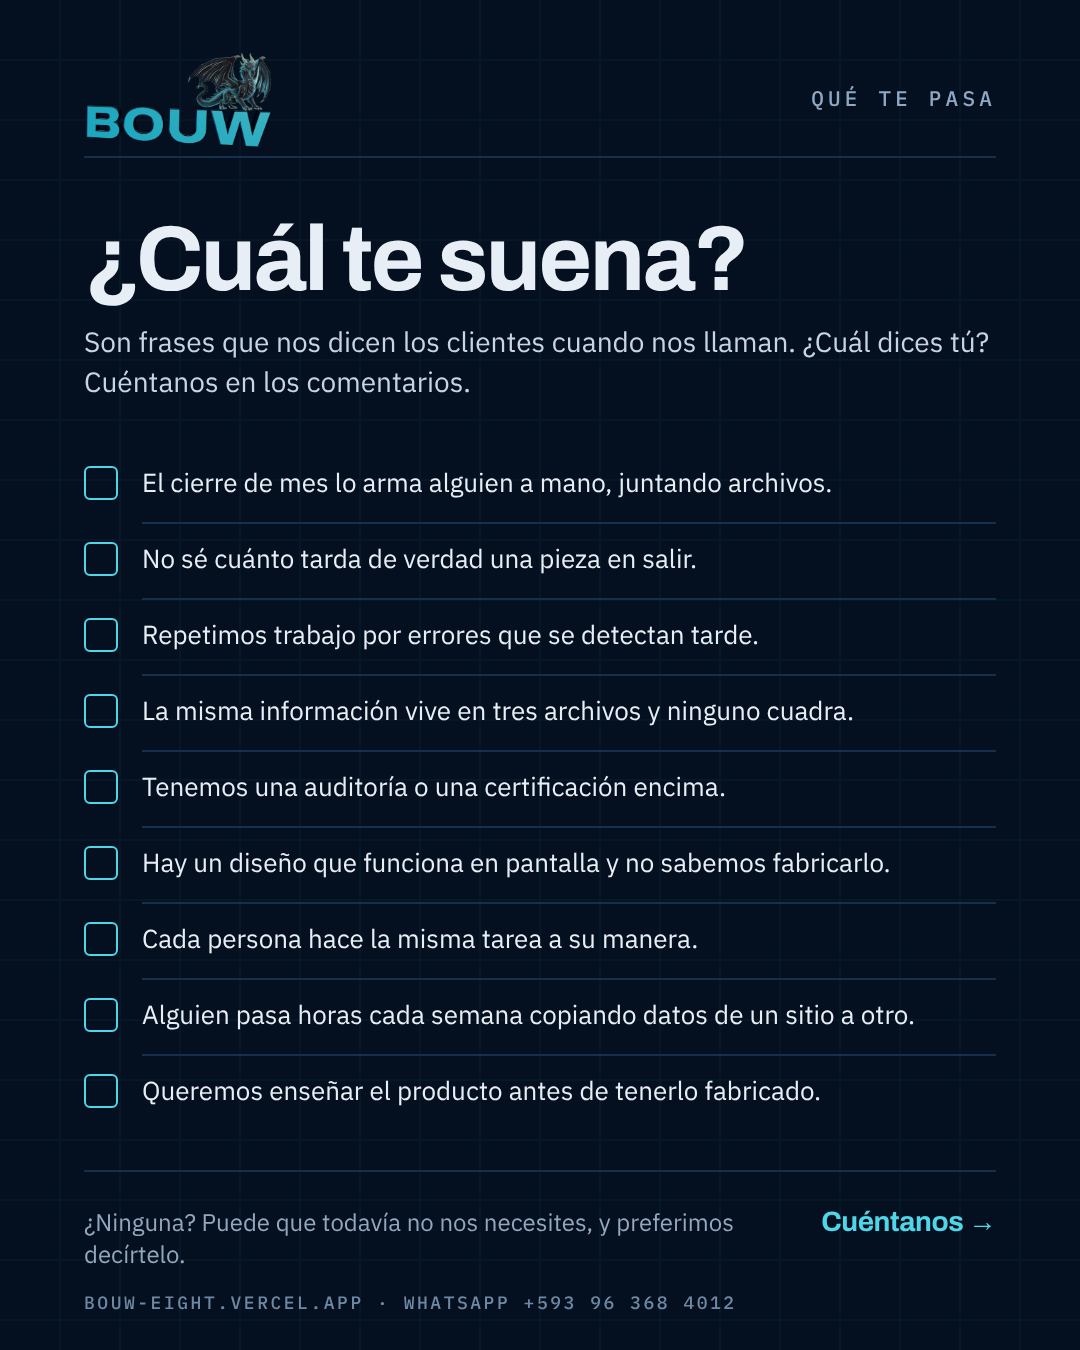 BOUW
QUÉ TE PASA
¿Cuál te suena?
Son frases que nos dicen los clientes cuando nos llaman. ¿Cuál dices tú?
Cuéntanos en los comentarios.
El cierre de mes lo arma alguien a mano, juntando archivos.
No sé cuánto tarda de verdad una pieza en salir.
Repetimos trabajo por errores que se detectan tarde.
La misma información vive en tres archivos y ninguno cuadra.
Tenemos una auditoría o una certificación encima.
Hay un diseño que funciona en pantalla y no sabemos fabricarlo.
Cada persona hace la misma tarea a su manera.
Alguien pasa horas cada semana copiando datos de un sitio a otro.
Queremos enseñar el producto antes de tenerlo fabricado.
¿Ninguna? Puede que todavía no nos necesites, y preferimos
decírtelo.
Cuéntanos →
BOUW-EIGHT.VERCEL.APP · WHATSAPP +593 96 368 4012